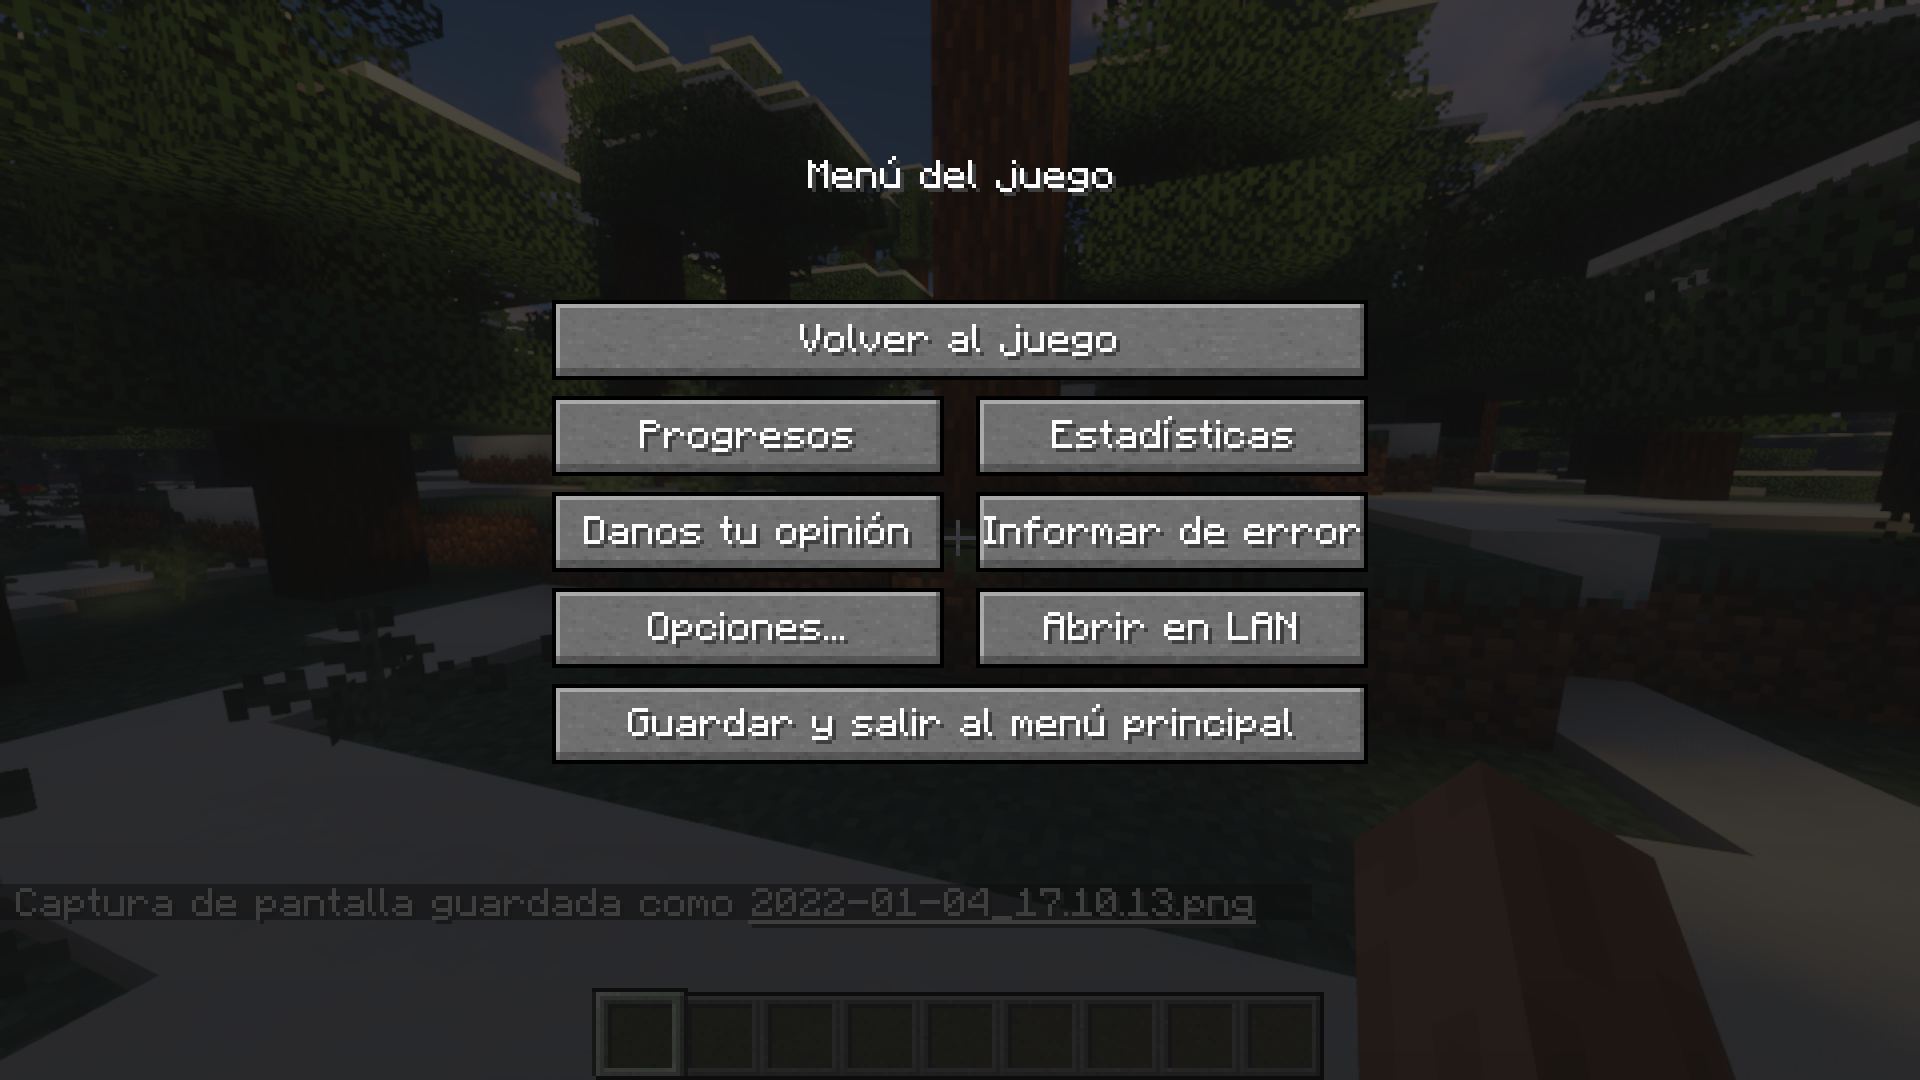 Menú del juego
Volver al juego
Progresos
Estadísticas
Danos tu opinión
Informar de error
Opciones...
Abrir en LAN
Guardar y salir al menú principal
Captura de pantalla guardada como 2022-01-04_17.10.13.png